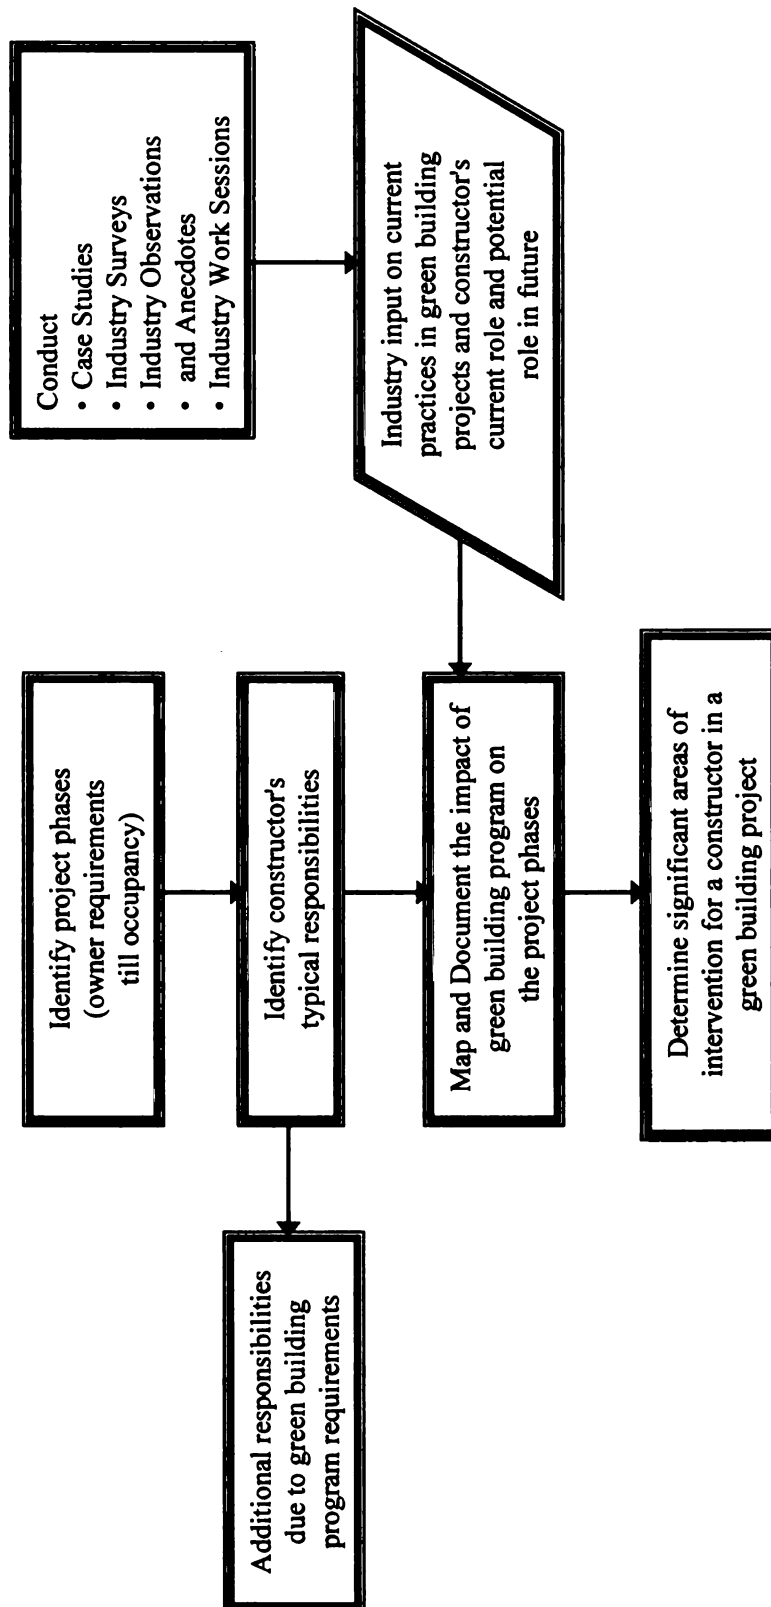 Conduct
• Case Studies
• Industry Surveys
• Industry Observations
• and Anecdotes
• Industry Work Sessions
Industry input on current
practices in green building
projects and constructor's
current role and potential
role in future
Identify project phases
(owner requirements
till occupancy)
Identify constructor's
typical responsibilities
Map and Document the impact of
green building program on
the project phases
Determine significant areas of
intervention for a constructor in a
green building project
Additional responsibilities
due to green building
program requirements